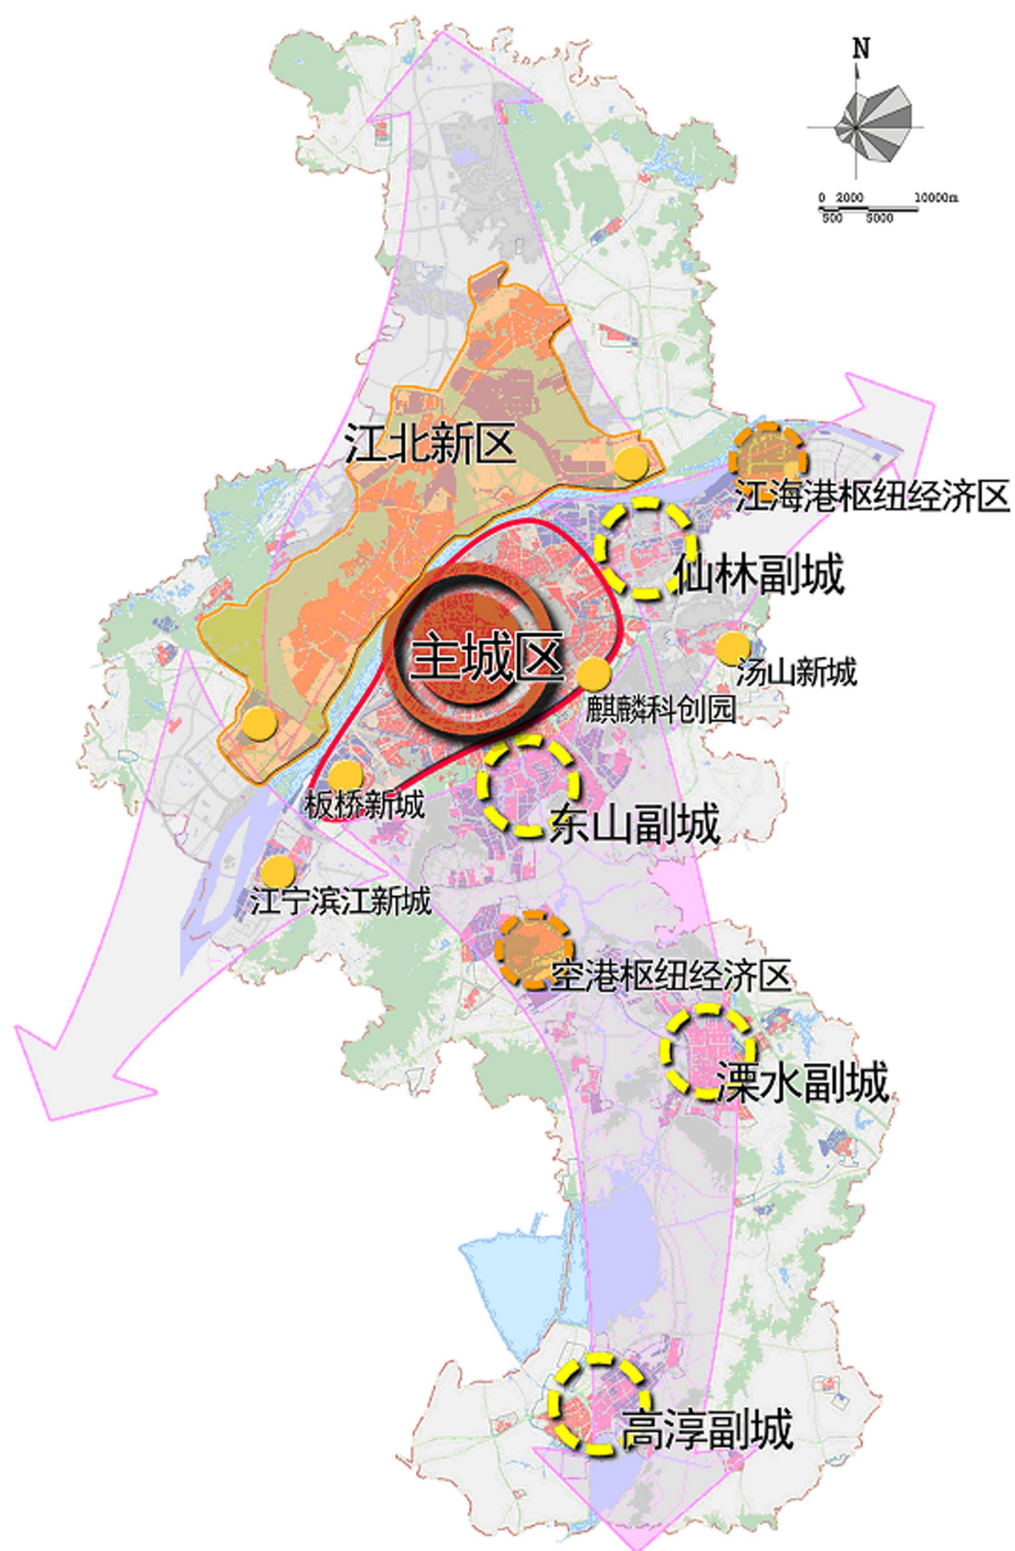 N
0 2000 10000m
500 5000
江北新区
江海港枢纽经济区
仙林副城
主城区
汤山新城
麒麟科创园
板桥新城
东山副城
江宁滨江新城
空港枢纽经济区
溧水副城
高淳副城